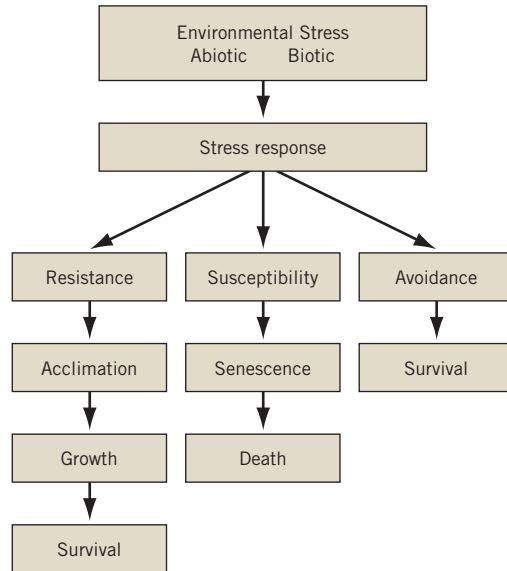 Environmental Stress
Abiotic Biotic
Stress response
Resistance Susceptibility Avoidance
Acclimation Senescence Survival
Growth Death
Survival